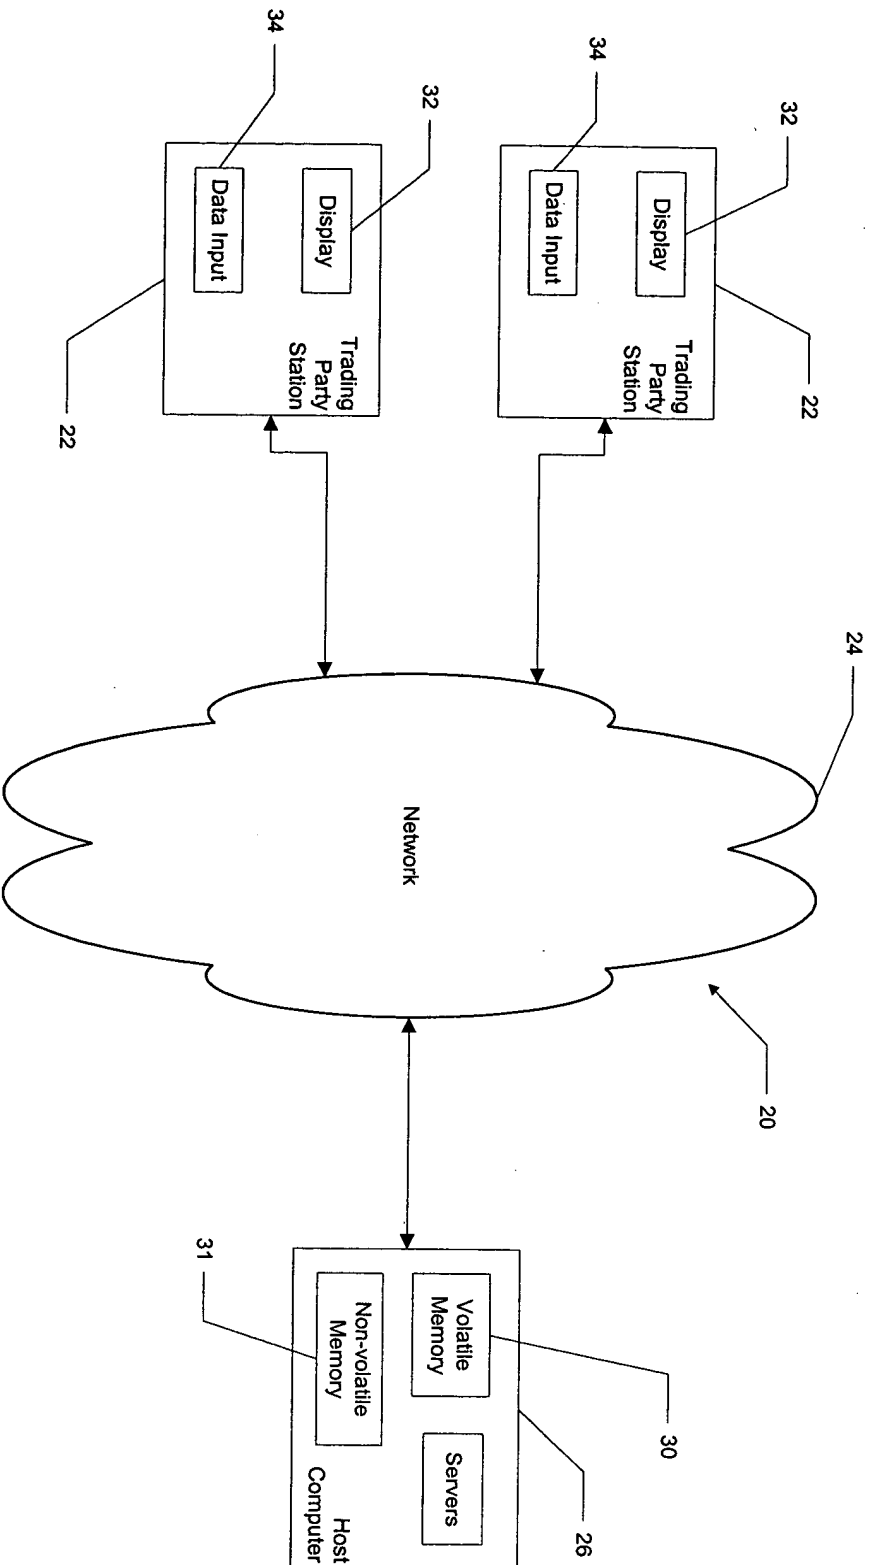 24
32
22
20
Display
Trading
Party
Station
34
Data Input
32
Display
Trading
Party
Station
34
Data Input
22
Network
30
26
Volatile
Memory
Servers
Non-volatile
Memory
Host
Computer
31